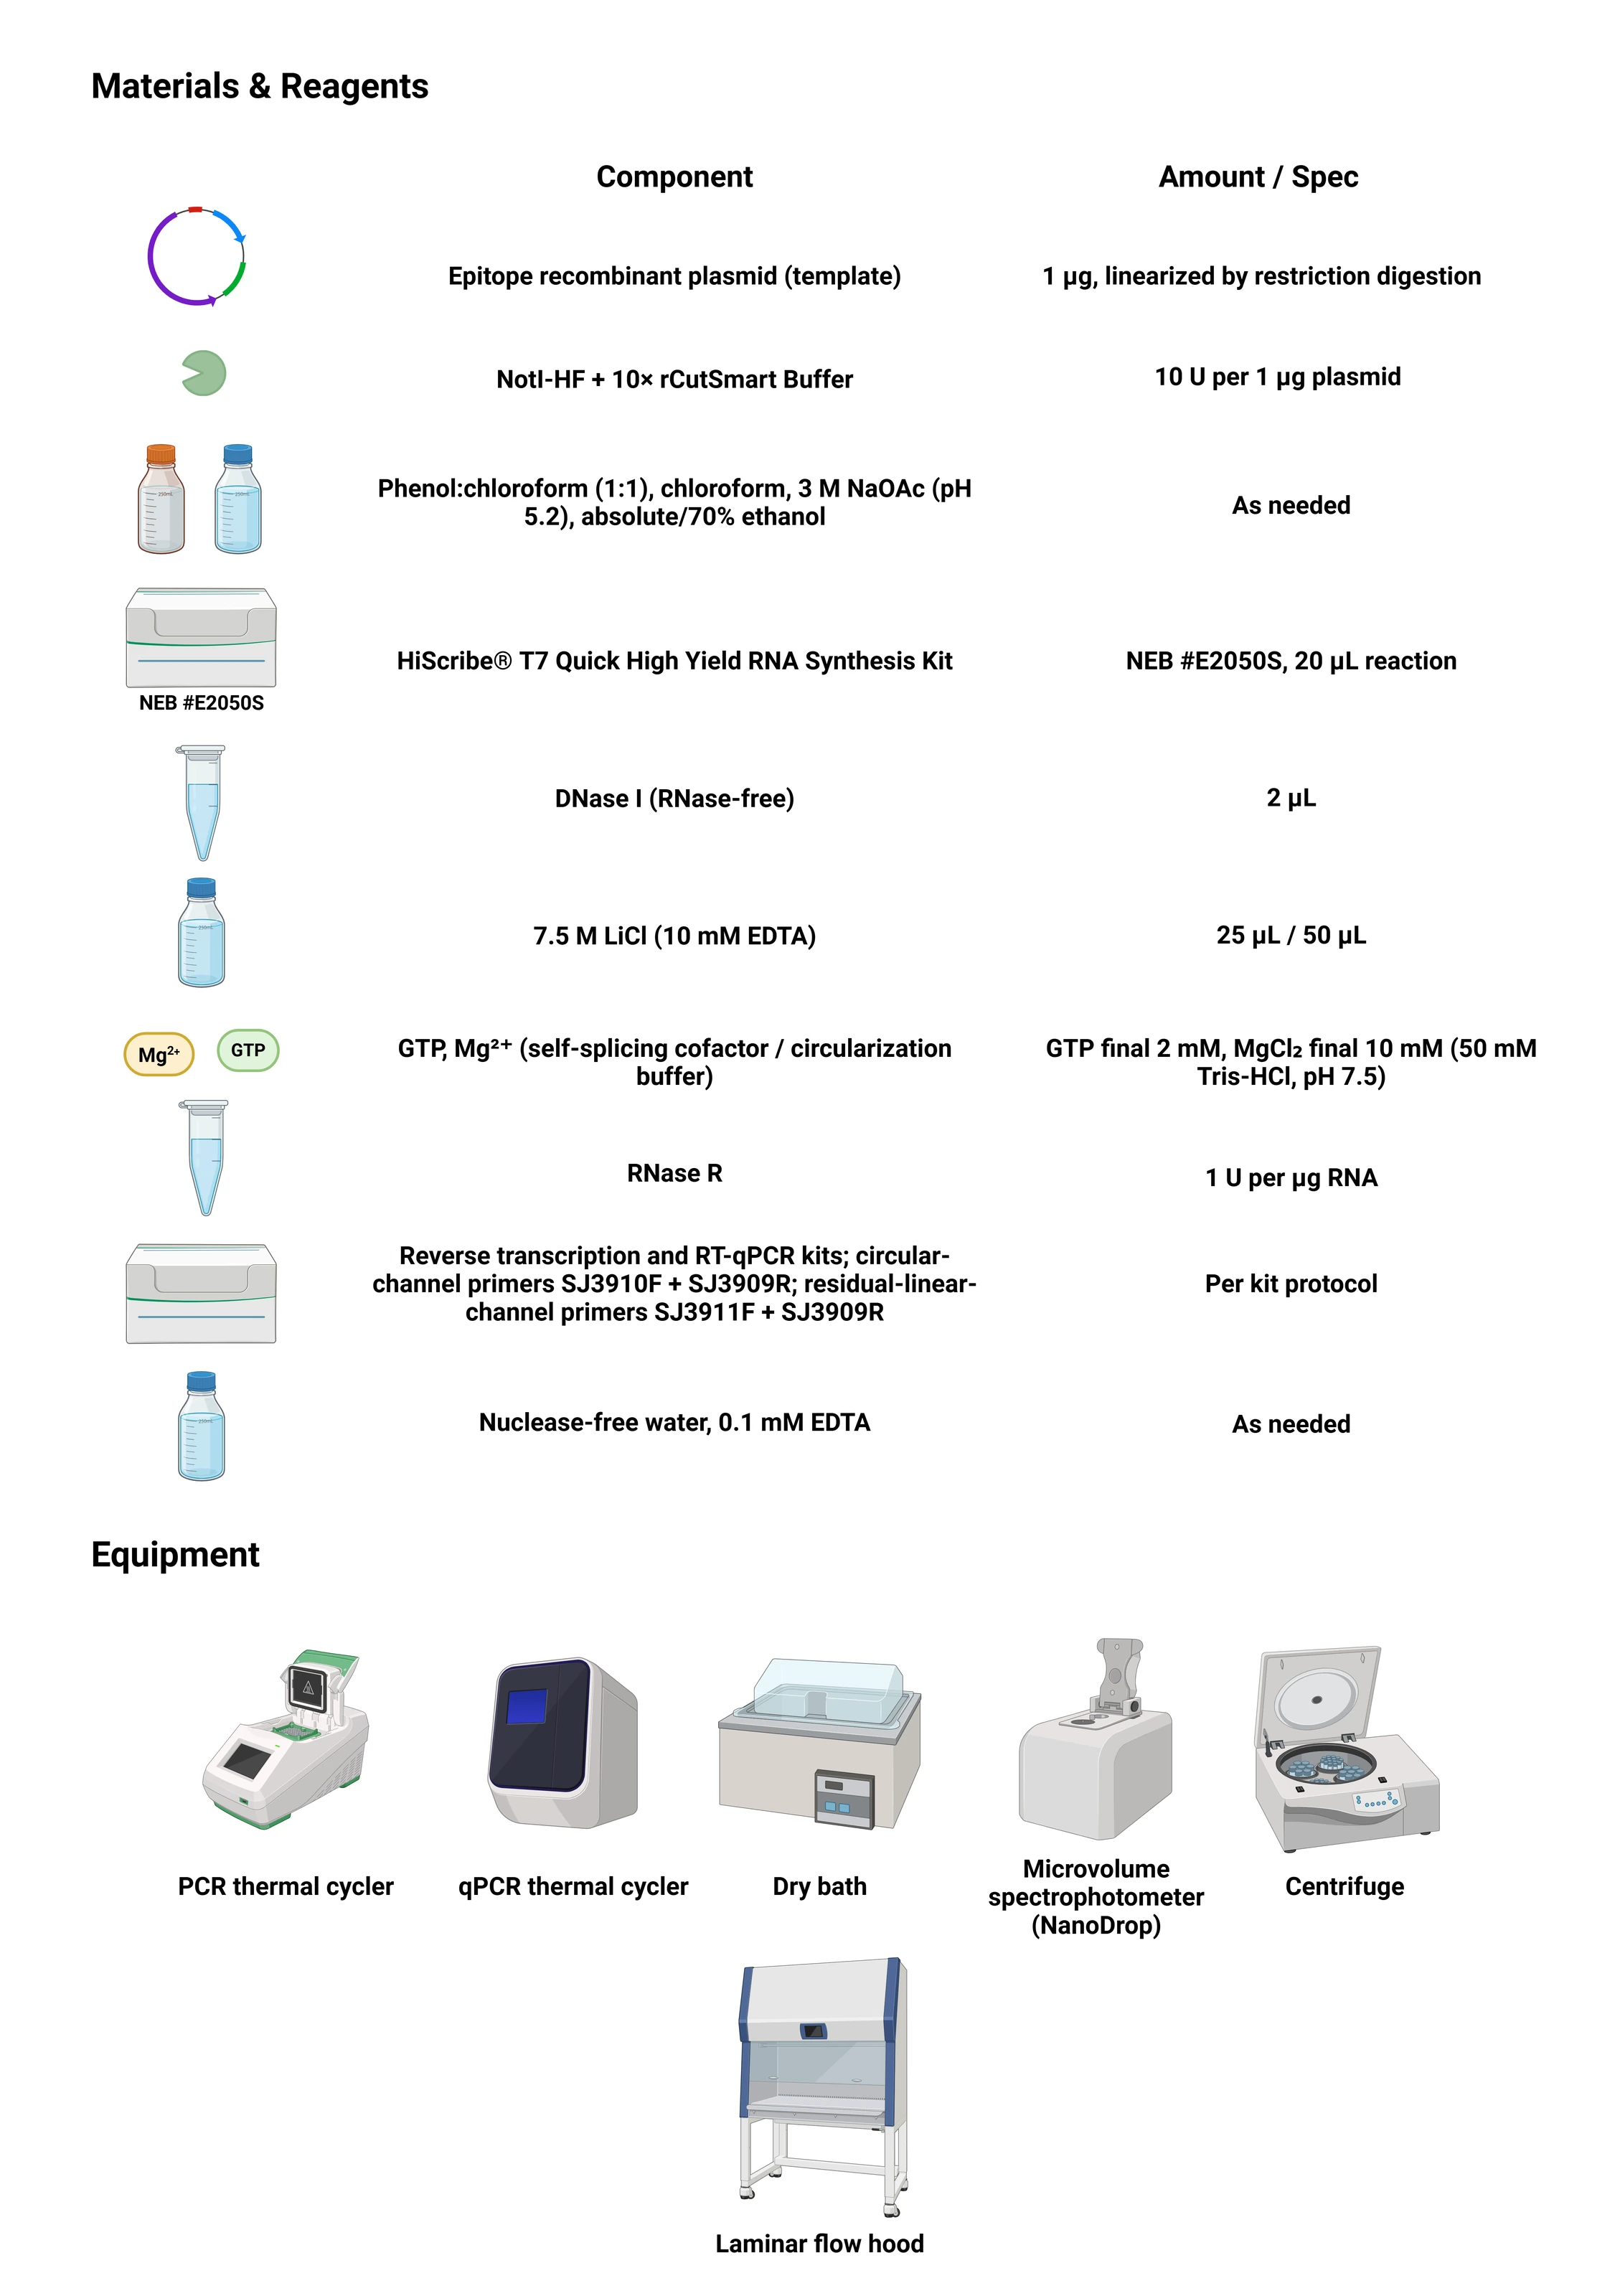 Materials & Reagents
Component
Amount / Spec
Epitope recombinant plasmid (template)
1 µg, linearized by restriction digestion
NotI-HF + 10× rCutSmart Buffer
10 U per 1 µg plasmid
250mL
250mL
Phenol:chloroform (1:1), chloroform, 3 M NaOAc (pH
5.2), absolute/70% ethanol
As needed
NEB #E2050S
HiScribe® T7 Quick High Yield RNA Synthesis Kit
NEB #E2050S, 20 µL reaction
DNase I (RNase-free)
2 µL
250mL
7.5 M LiCl (10 mM EDTA)
25 µL / 50 µL
Mg²⁺
GTP
GTP, Mg²⁺ (self-splicing cofactor / circularization
buffer)
GTP final 2 mM, MgCl₂ final 10 mM (50 mM
Tris-HCl, pH 7.5)
RNase R
1 U per µg RNA
Reverse transcription and RT-qPCR kits; circular-
channel primers SJ3910F + SJ3909R; residual-linear-
channel primers SJ3911F + SJ3909R
Per kit protocol
250mL
Nuclease-free water, 0.1 mM EDTA
As needed
Equipment
PCR thermal cycler
qPCR thermal cycler
Dry bath
Microvolume
spectrophotometer
(NanoDrop)
Centrifuge
Laminar flow hood